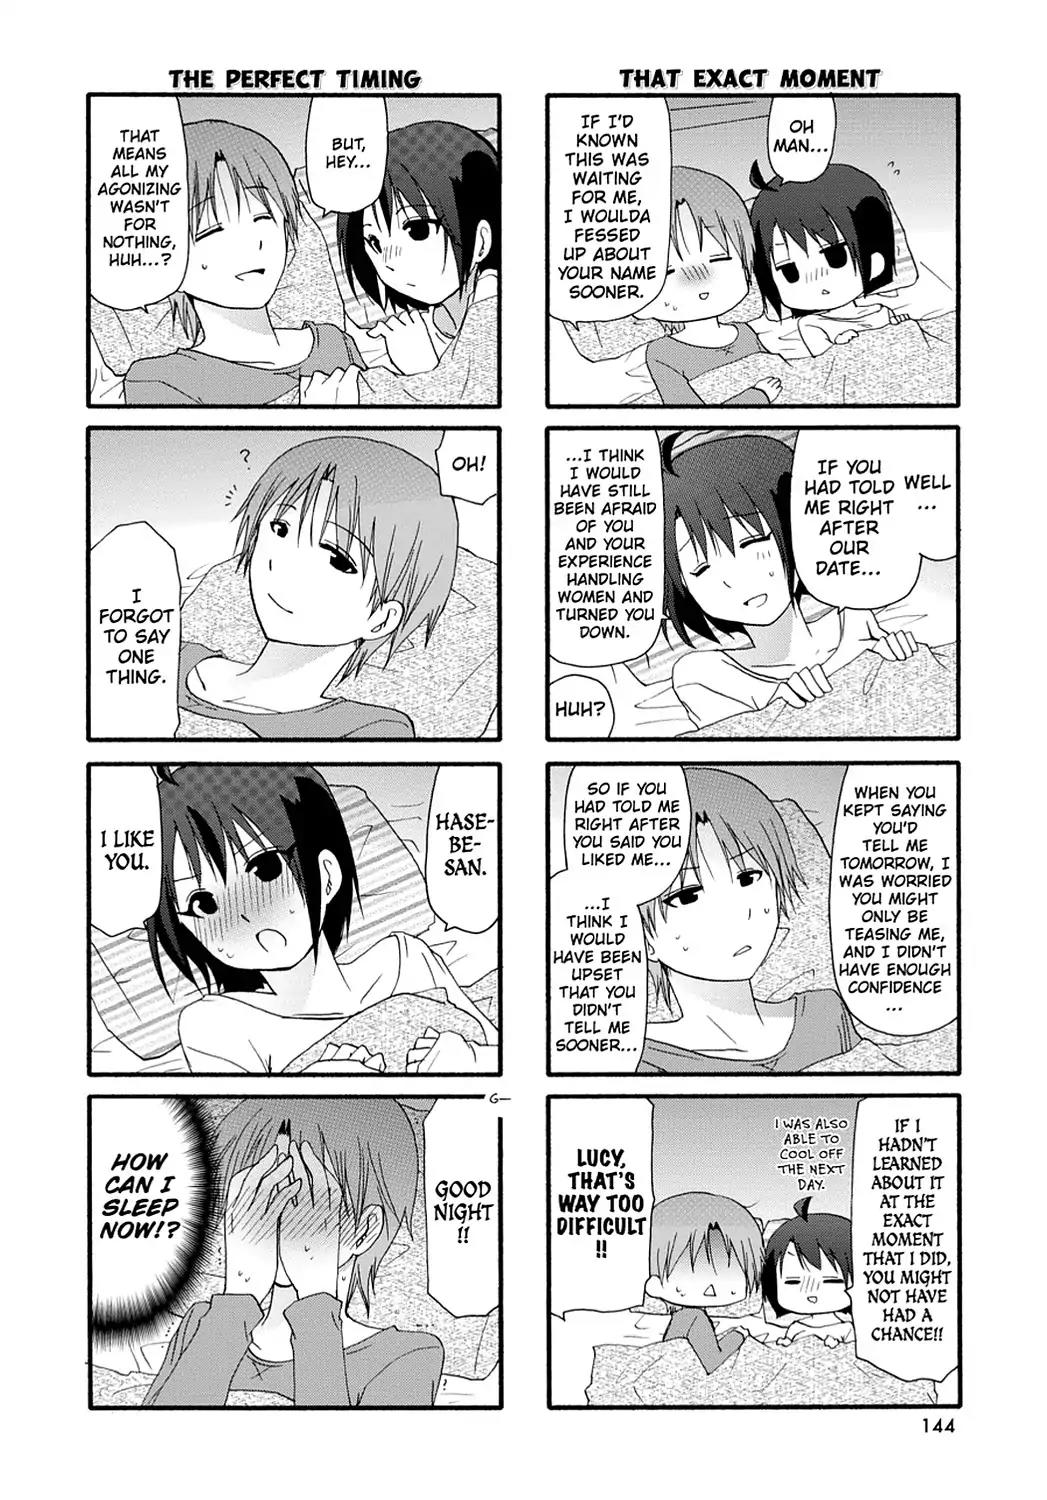 THAT EXACT MOMENT
OH
MAN...
IF I'D
KNOWN
THIS WAS
WAITING
FOR ME,
I WOULDA
FESSED
UP ABOUT
YOUR NAME
SOONER.
WELL
...
IF YOU
HAD TOLD
ME RIGHT
AFTER
OUR
DATE...
...I THINK
I WOULD
HAVE STILL
BEEN AFRAID
OF YOU
AND YOUR
EXPERIENCE
HANDLING
WOMEN AND
TURNED YOU
DOWN.
HUH?
WHEN YOU
KEPT SAYING
YOU'D
TELL ME
TOMORROW, I
WAS WORRIED
YOU MIGHT
ONLY BE
TEASING ME,
AND I DIDN'T
HAVE ENOUGH
CONFIDENCE
...
SO IF YOU
HAD TOLD ME
RIGHT AFTER
YOU SAID YOU
LIKED ME...
...I
THINK I
WOULD
HAVE BEEN
UPSET
THAT YOU
DIDN'T
TELL ME
SOONER...
IF I
HADN'T
LEARNED
ABOUT IT
AT THE
EXACT
MOMENT
THAT I DID,
YOU MIGHT
NOT HAVE
HAD A
CHANCE!!
I WAS ALSO
ABLE TO
COOL OFF
THE NEXT
DAY.
LUCY,
THAT'S
WAY TOO
DIFFICULT
!!
THE PERFECT TIMING
BUT,
HEY...
THAT
MEANS
ALL MY
AGONIZING
WASN'T
FOR
NOTHING,
HUH...?
OH!
?
I
FORGOT
TO SAY
ONE
THING.
HASE-
BE-
SAN.
I LIKE
YOU.
G—
GOOD
NIGHT
!!
HOW
CAN I
SLEEP
NOW!?
144